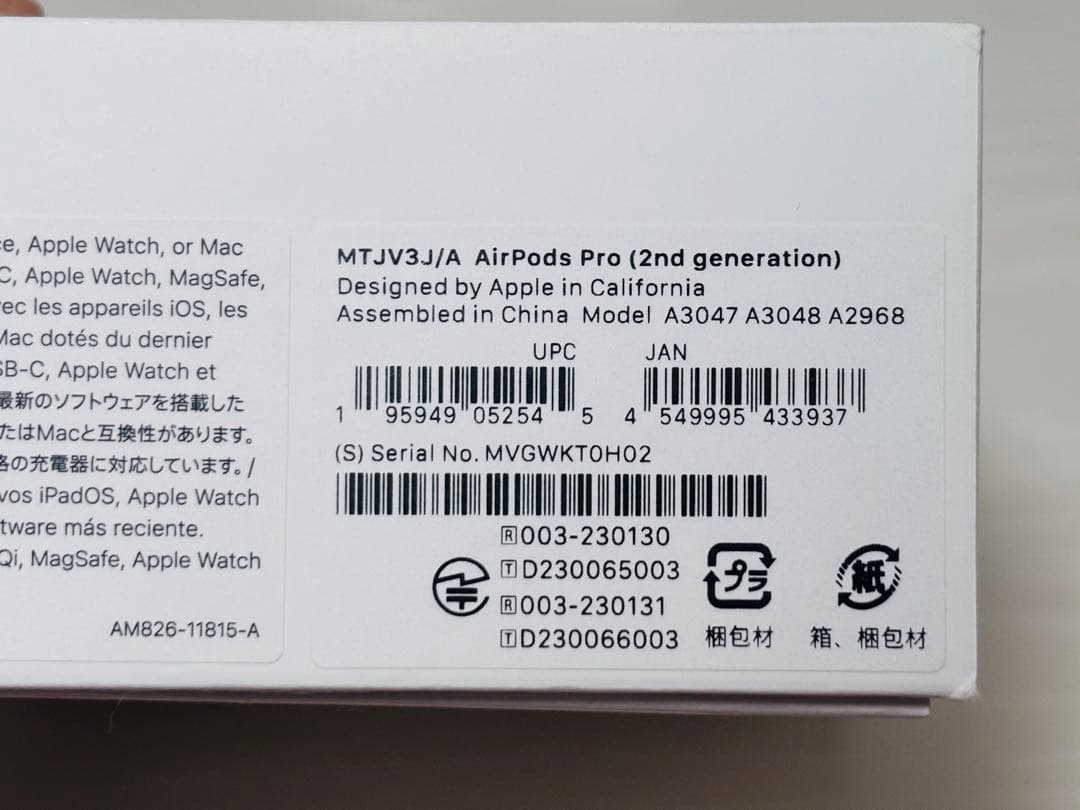 ce, Apple Watch, or Mac
C, Apple Watch, MagSafe,
vec les appareils iOS, les
Mac dotés du dernier
SB-C, Apple Watch et
最新のソフトウェアを搭載した
たはMacと互換性があります。
格の充電器に対応しています。/
vos iPadOS, Apple Watch
tware más reciente.
Qi, MagSafe, Apple Watch
AM826-11815-A
MTJV3J/A AirPods Pro (2nd generation)
Designed by Apple in California
Assembled in China Model A3047 A3048 A2968
UPC JAN
1 95949 05254 5 4 549995 433937
(S) Serial No. MVGWKT0H02
R 003-230130
T D230065003
R 003-230131
T D230066003
プラ
梱包材
紙
箱、梱包材